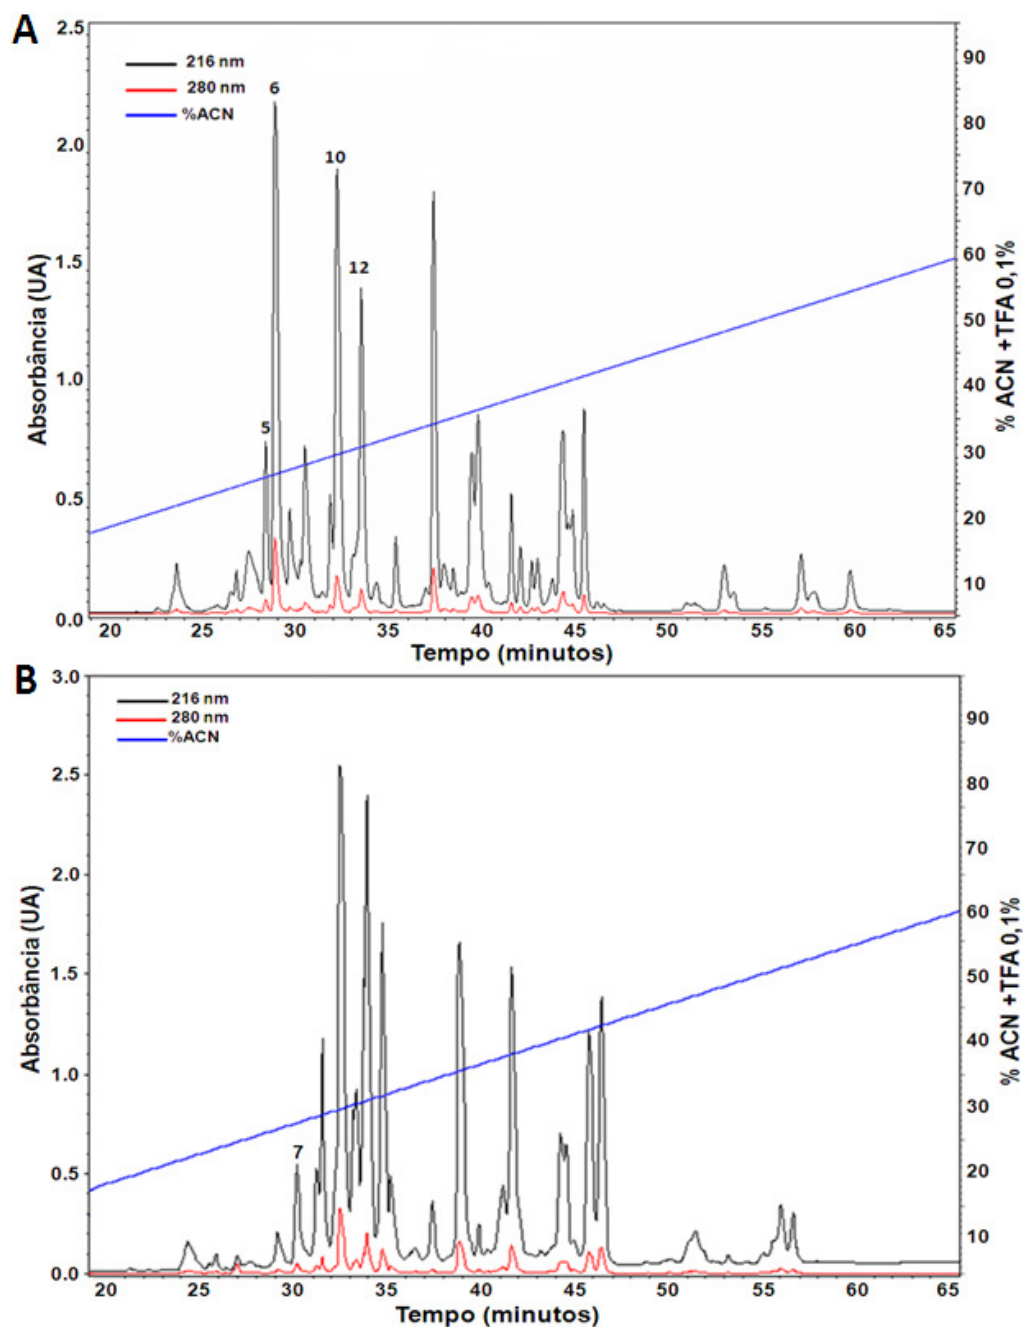 A
216 nm
280 nm
%ACN
6
10
12
5
2.5
2.0
1.5
1.0
0.5
0.0
Absorbância (UA)
90
80
70
60
50
40
30
20
10
% ACN +TFA 0,1%
20 25 30 35 40 45 50 55 60 65
Tempo (minutos)
B
216 nm
280 nm
%ACN
7
3.0
2.5
2.0
1.5
1.0
0.5
0.0
Absorbância (UA)
90
80
70
60
50
40
30
20
10
% ACN +TFA 0,1%
20 25 30 35 40 45 50 55 60 65
Tempo (minutos)